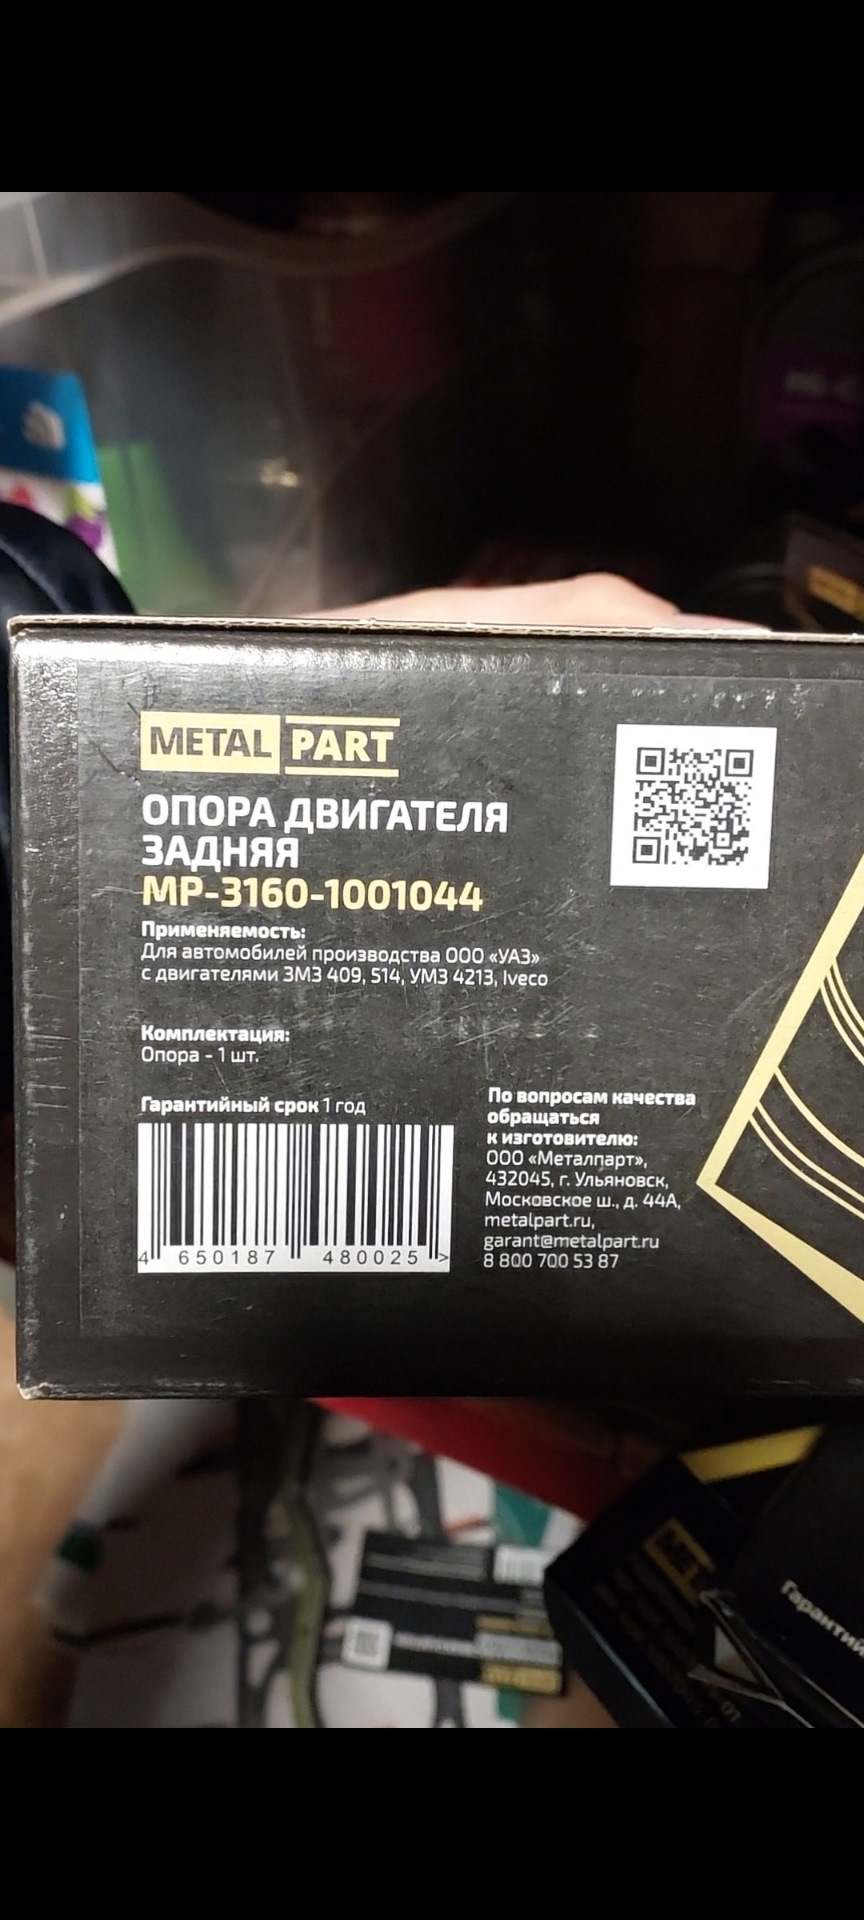 METAL PART
ОПОРА ДВИГАТЕЛЯ
ЗАДНЯЯ
MP-3160-1001044
Применяемость:
Для автомобилей производства ООО «УАЗ»
с двигателями ЗМЗ 409, 514, УМЗ 4213, Iveco
Комплектация:
Опора - 1 шт.
Гарантийный срок 1 год
4 650187 480025 >
По вопросам качества
обращаться
к изготовителю:
ООО «Металпарт»,
432045, г. Ульяновск,
Московское ш., д. 44А,
metalpart.ru,
garant@metalpart.ru
8 800 700 53 87